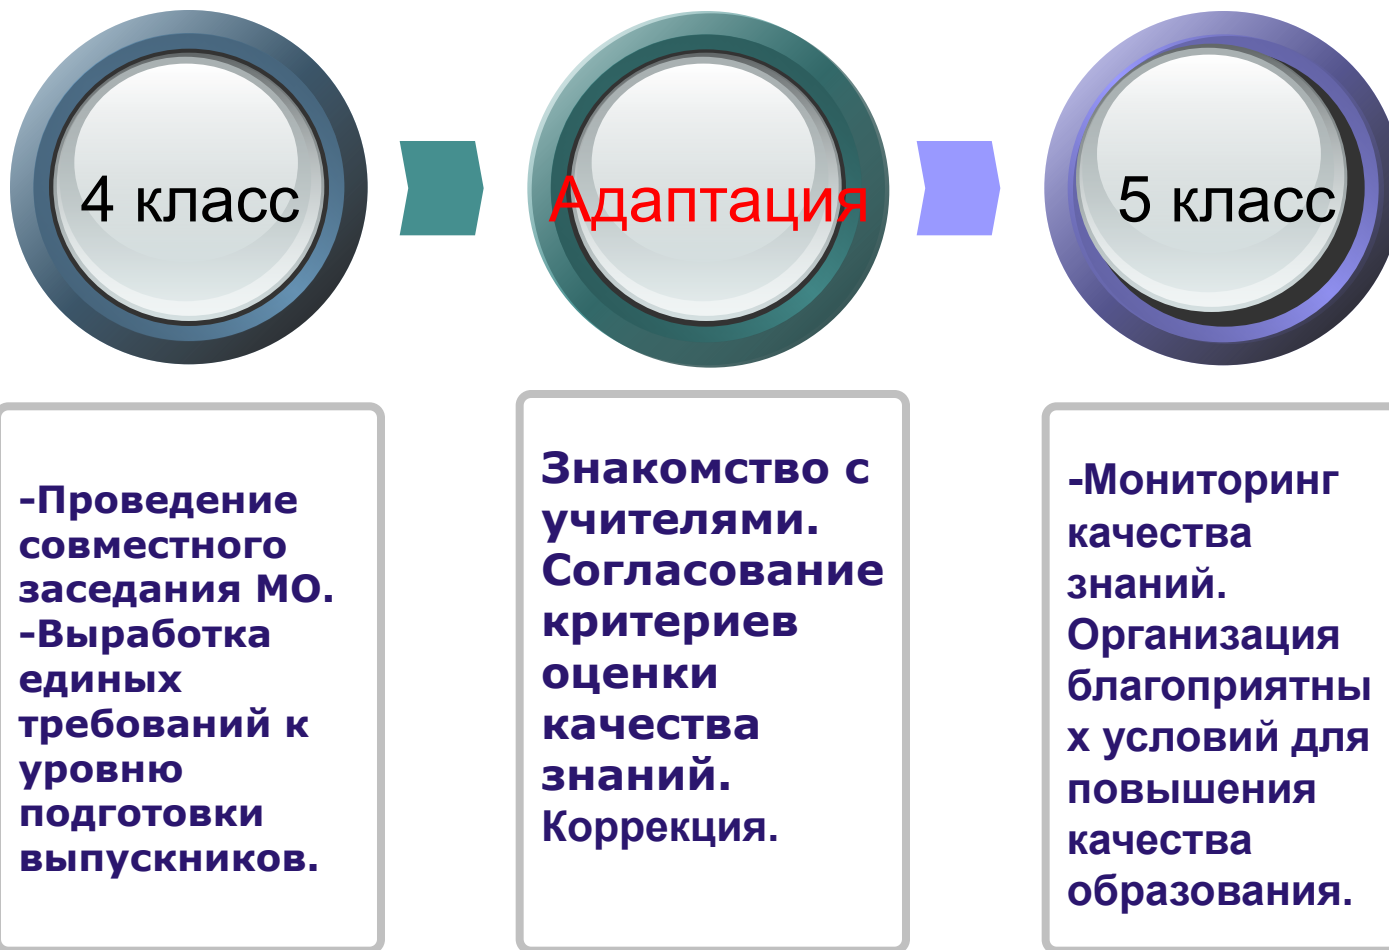 4 класс
Адаптация
5 класс
-Проведение
совместного
заседания МО.
-Выработка
единых
требований к
уровню
подготовки
выпускников.
Знакомство с
учителями.
Согласование
критериев
оценки
качества
знаний.
Коррекция.
-Мониторинг
качества
знаний.
Организация
благоприятны
х условий для
повышения
качества
образования.